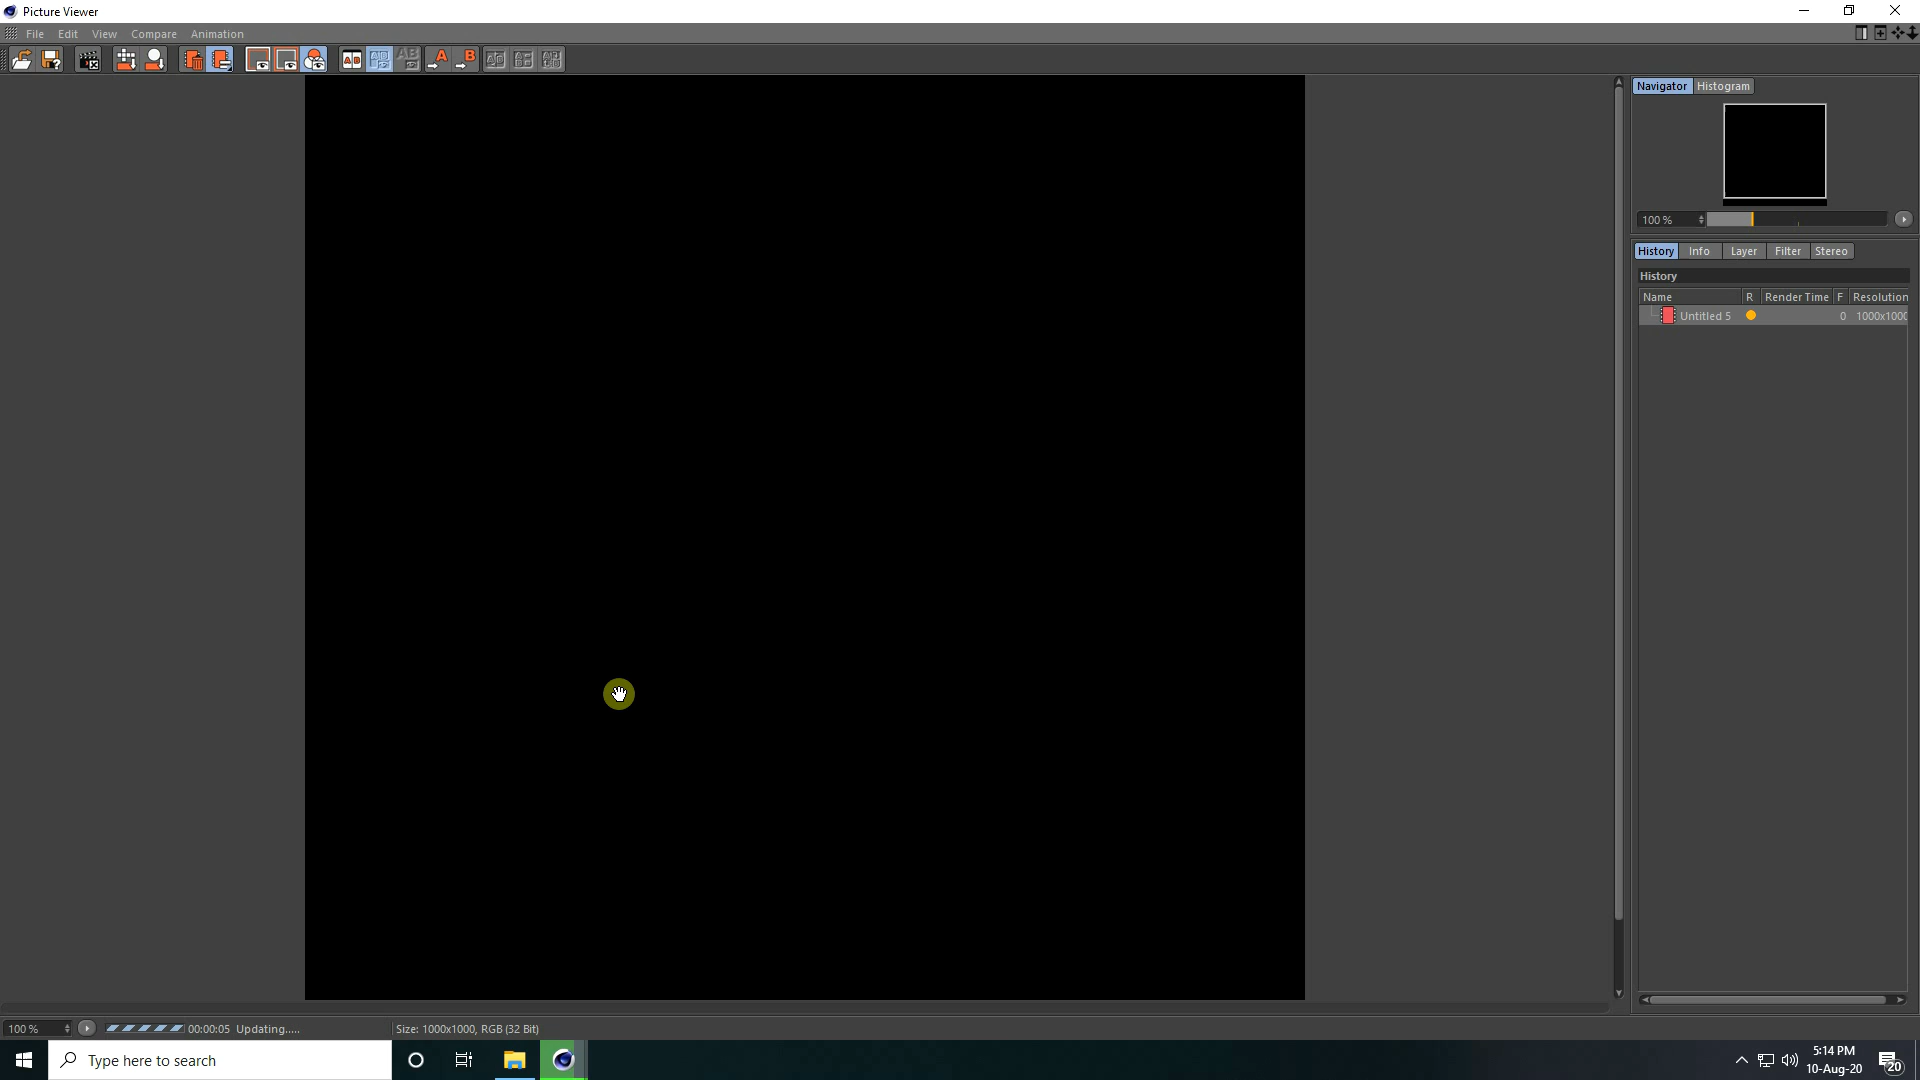 Picture Viewer
File Edit View Compare Animation
Navigator Histogram
100 %
History Info Layer Filter Stereo
History
Name R Render Time F Resolution
Untitled 5 0 1000x1000
100 % 00:00:05 Updating..... Size: 1000x1000, RGB (32 Bit)
Type here to search
5:14 PM
10-Aug-20
20